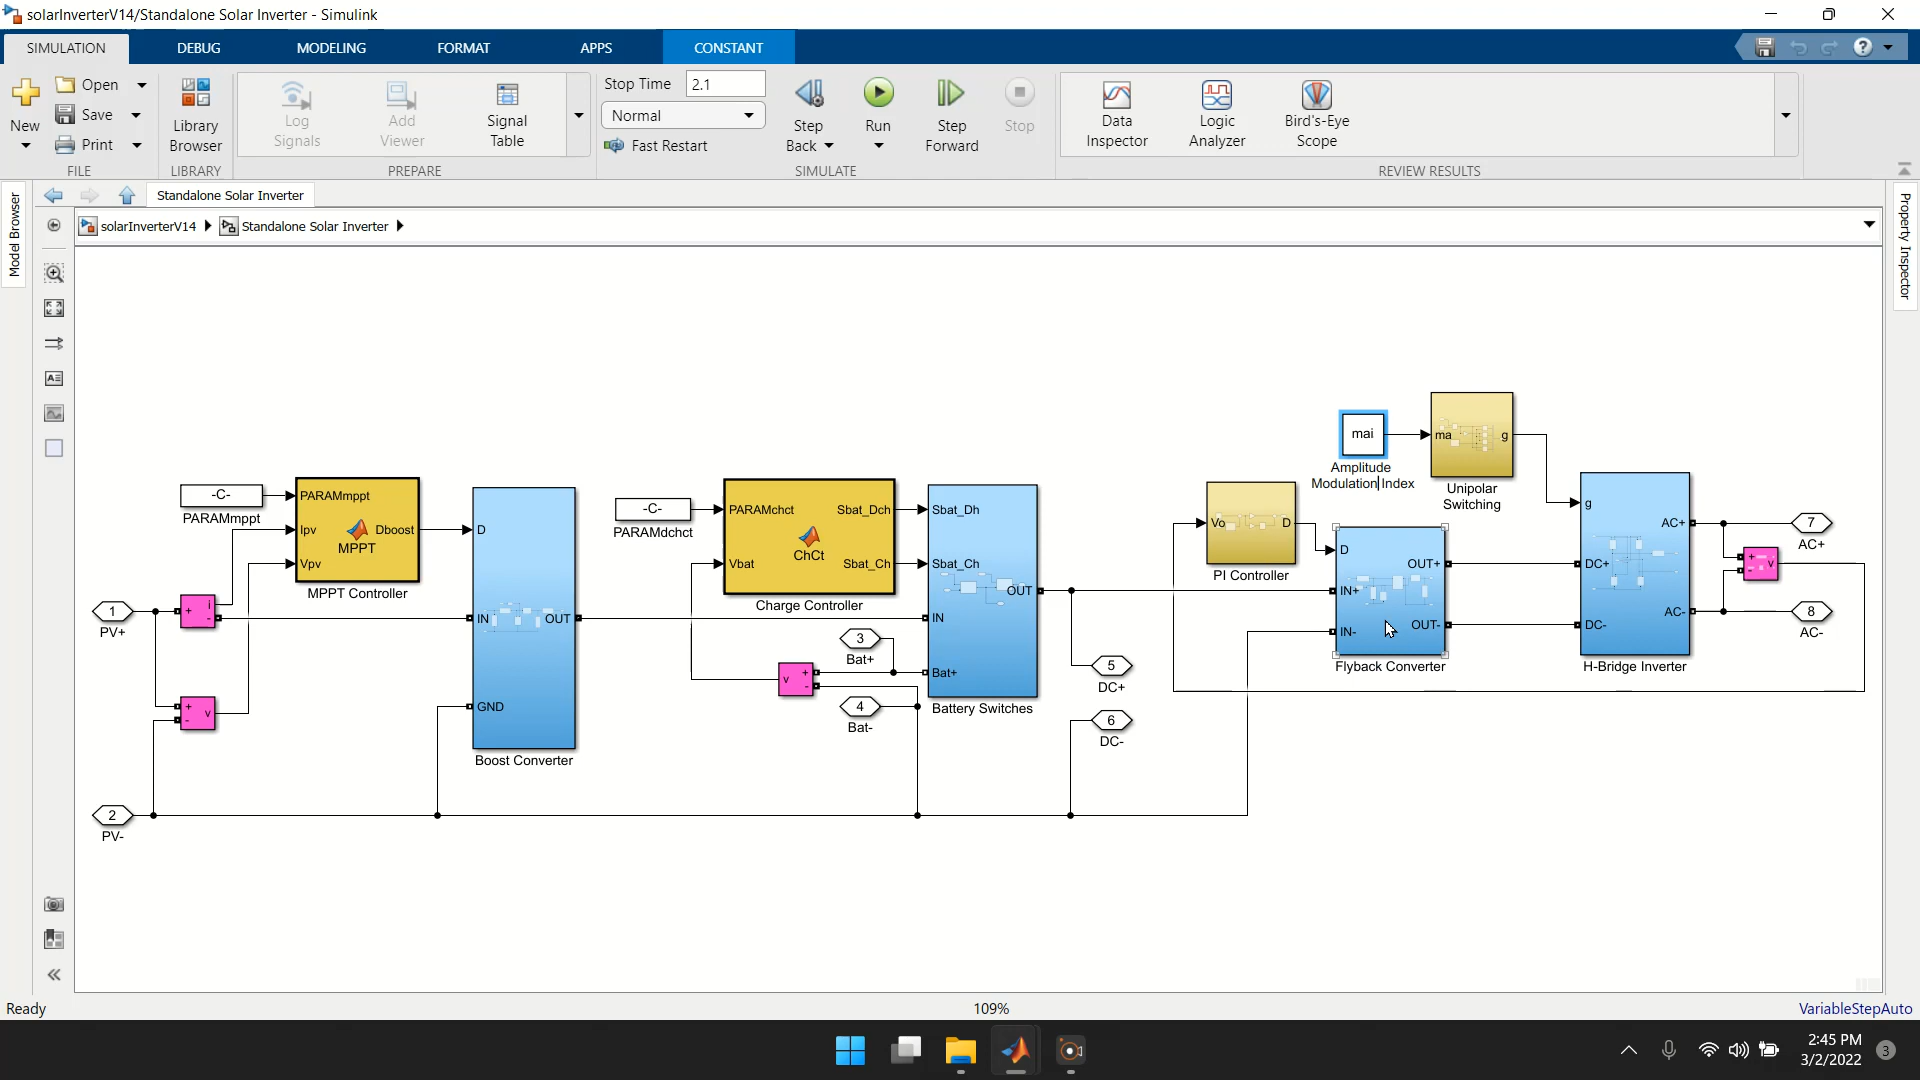 solarInverterV14/Standalone Solar Inverter - Simulink
SIMULATION DEBUG MODELING FORMAT APPS CONSTANT
New
Open
Save
Print
FILE
Library
Browser
LIBRARY
Log
Signals
Add
Viewer
Signal
Table
PREPARE
Stop Time 2.1
Normal
Fast Restart
Step
Back
Run
Step
Forward
Stop
SIMULATE
Data
Inspector
Logic
Analyzer
Bird's-Eye
Scope
REVIEW RESULTS
Model Browser
Property Inspector
Standalone Solar Inverter
solarInverterV14 Standalone Solar Inverter
-C-
PARAMmppt
PARAMmppt
Ipv
Vpv
Dboost
MPPT
MPPT Controller
1
PV+
+ i
-
+ v
-
2
PV-
D
IN
OUT
GND
Boost Converter
-C-
PARAMdchct
PARAMchct
Vbat
Sbat_Dch
Sbat_Ch
ChCt
Charge Controller
3
Bat+
v +
-
4
Bat-
Sbat_Dh
Sbat_Ch
OUT
IN
Bat+
Battery Switches
5
DC+
6
DC-
Vo
D
PI Controller
mai
Amplitude
Modulation Index
ma
g
Unipolar
Switching
D
IN+
IN-
OUT+
OUT-
Flyback Converter
g
DC+
DC-
AC+
AC-
H-Bridge Inverter
7
AC+
+ v
-
8
AC-
Ready
109%
VariableStepAuto
2:45 PM
3/2/2022
3